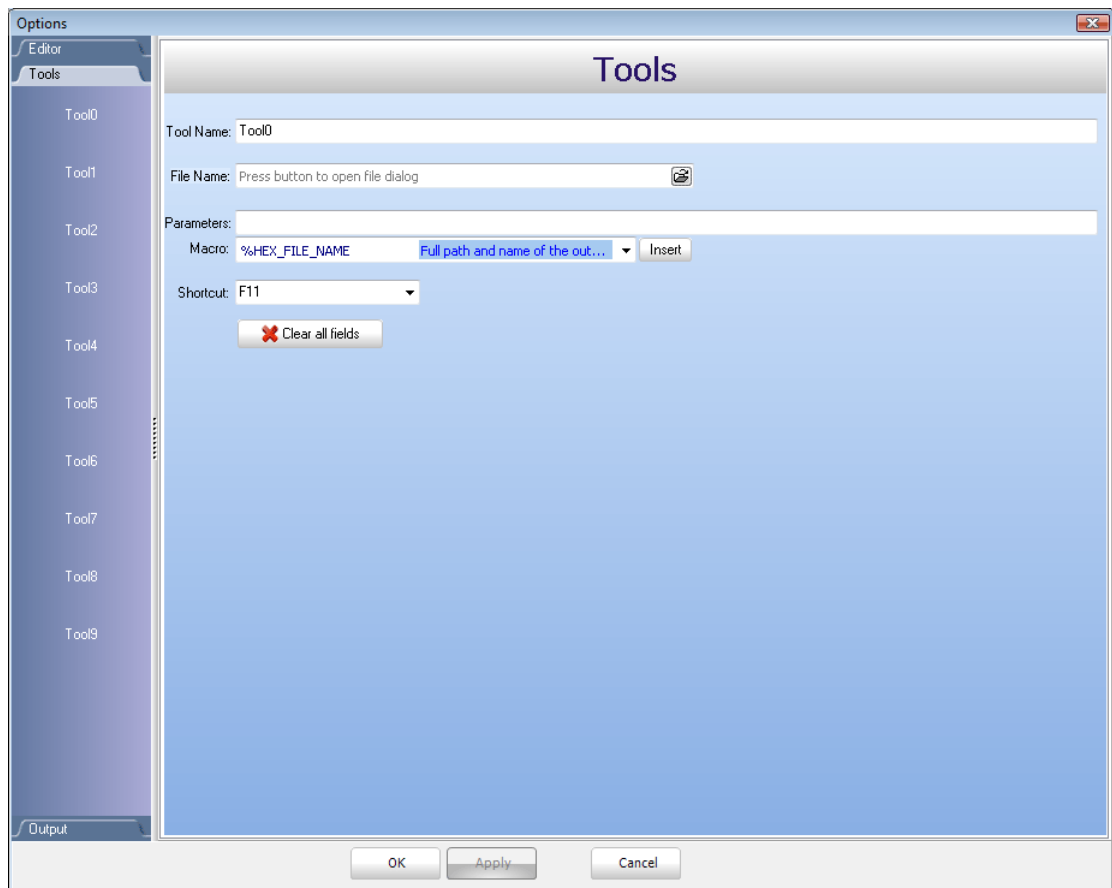 Options
Editor
Tools
Tool0
Tool1
Tool2
Tool3
Tool4
Tool5
Tool6
Tool7
Tool8
Tool9
Output
Tools
Tool Name: Tool0
File Name: Press button to open file dialog
Parameters:
Macro: %HEX_FILE_NAME Full path and name of the out... Insert
Shortcut: F11
Clear all fields
OK Apply Cancel